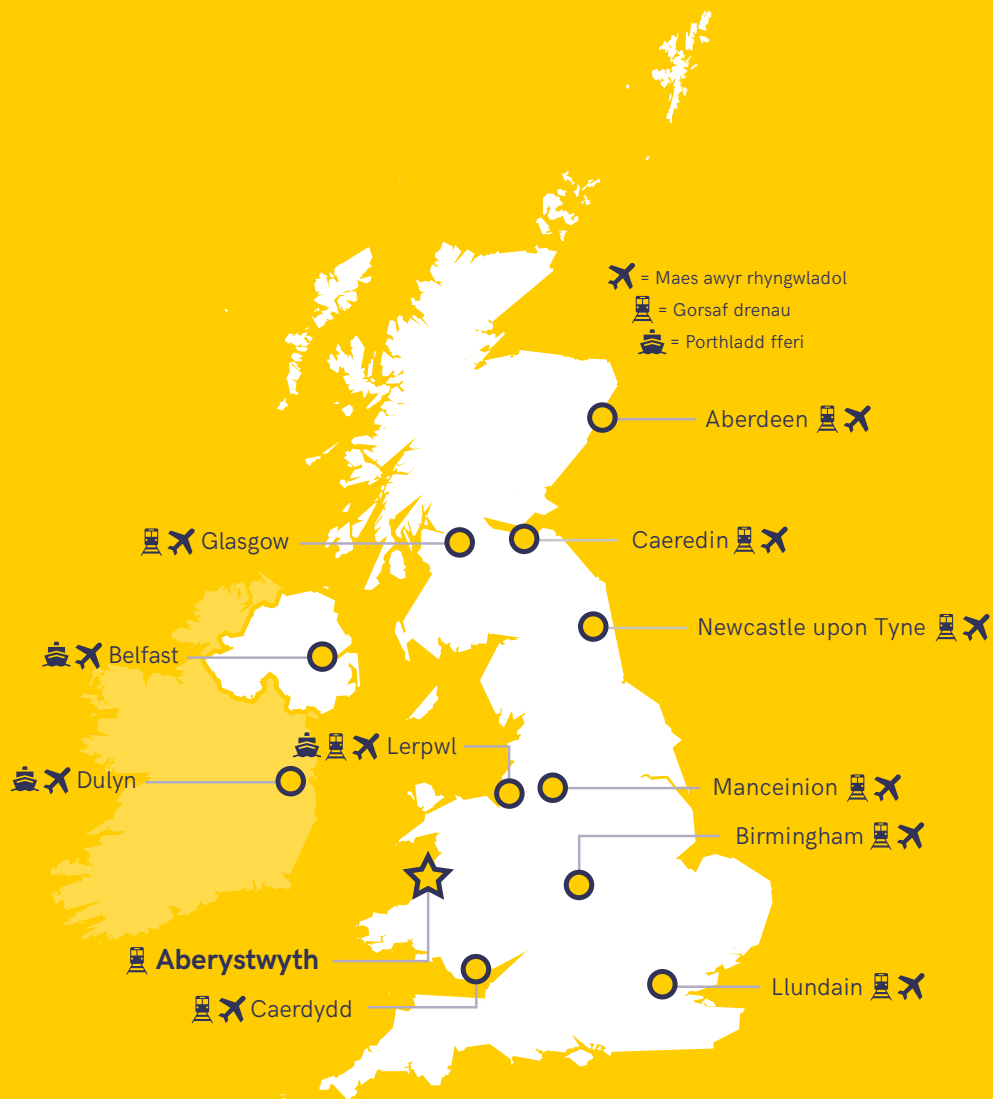 = Maes awyr rhyngwladol
= Gorsaf drenau
= Porthladd fferi
Aberdeen
Glasgow
Caeredin
Newcastle upon Tyne
Belfast
Lerpwl
Dulyn
Manceinion
Birmingham
Aberystwyth
Llundain
Caerdydd